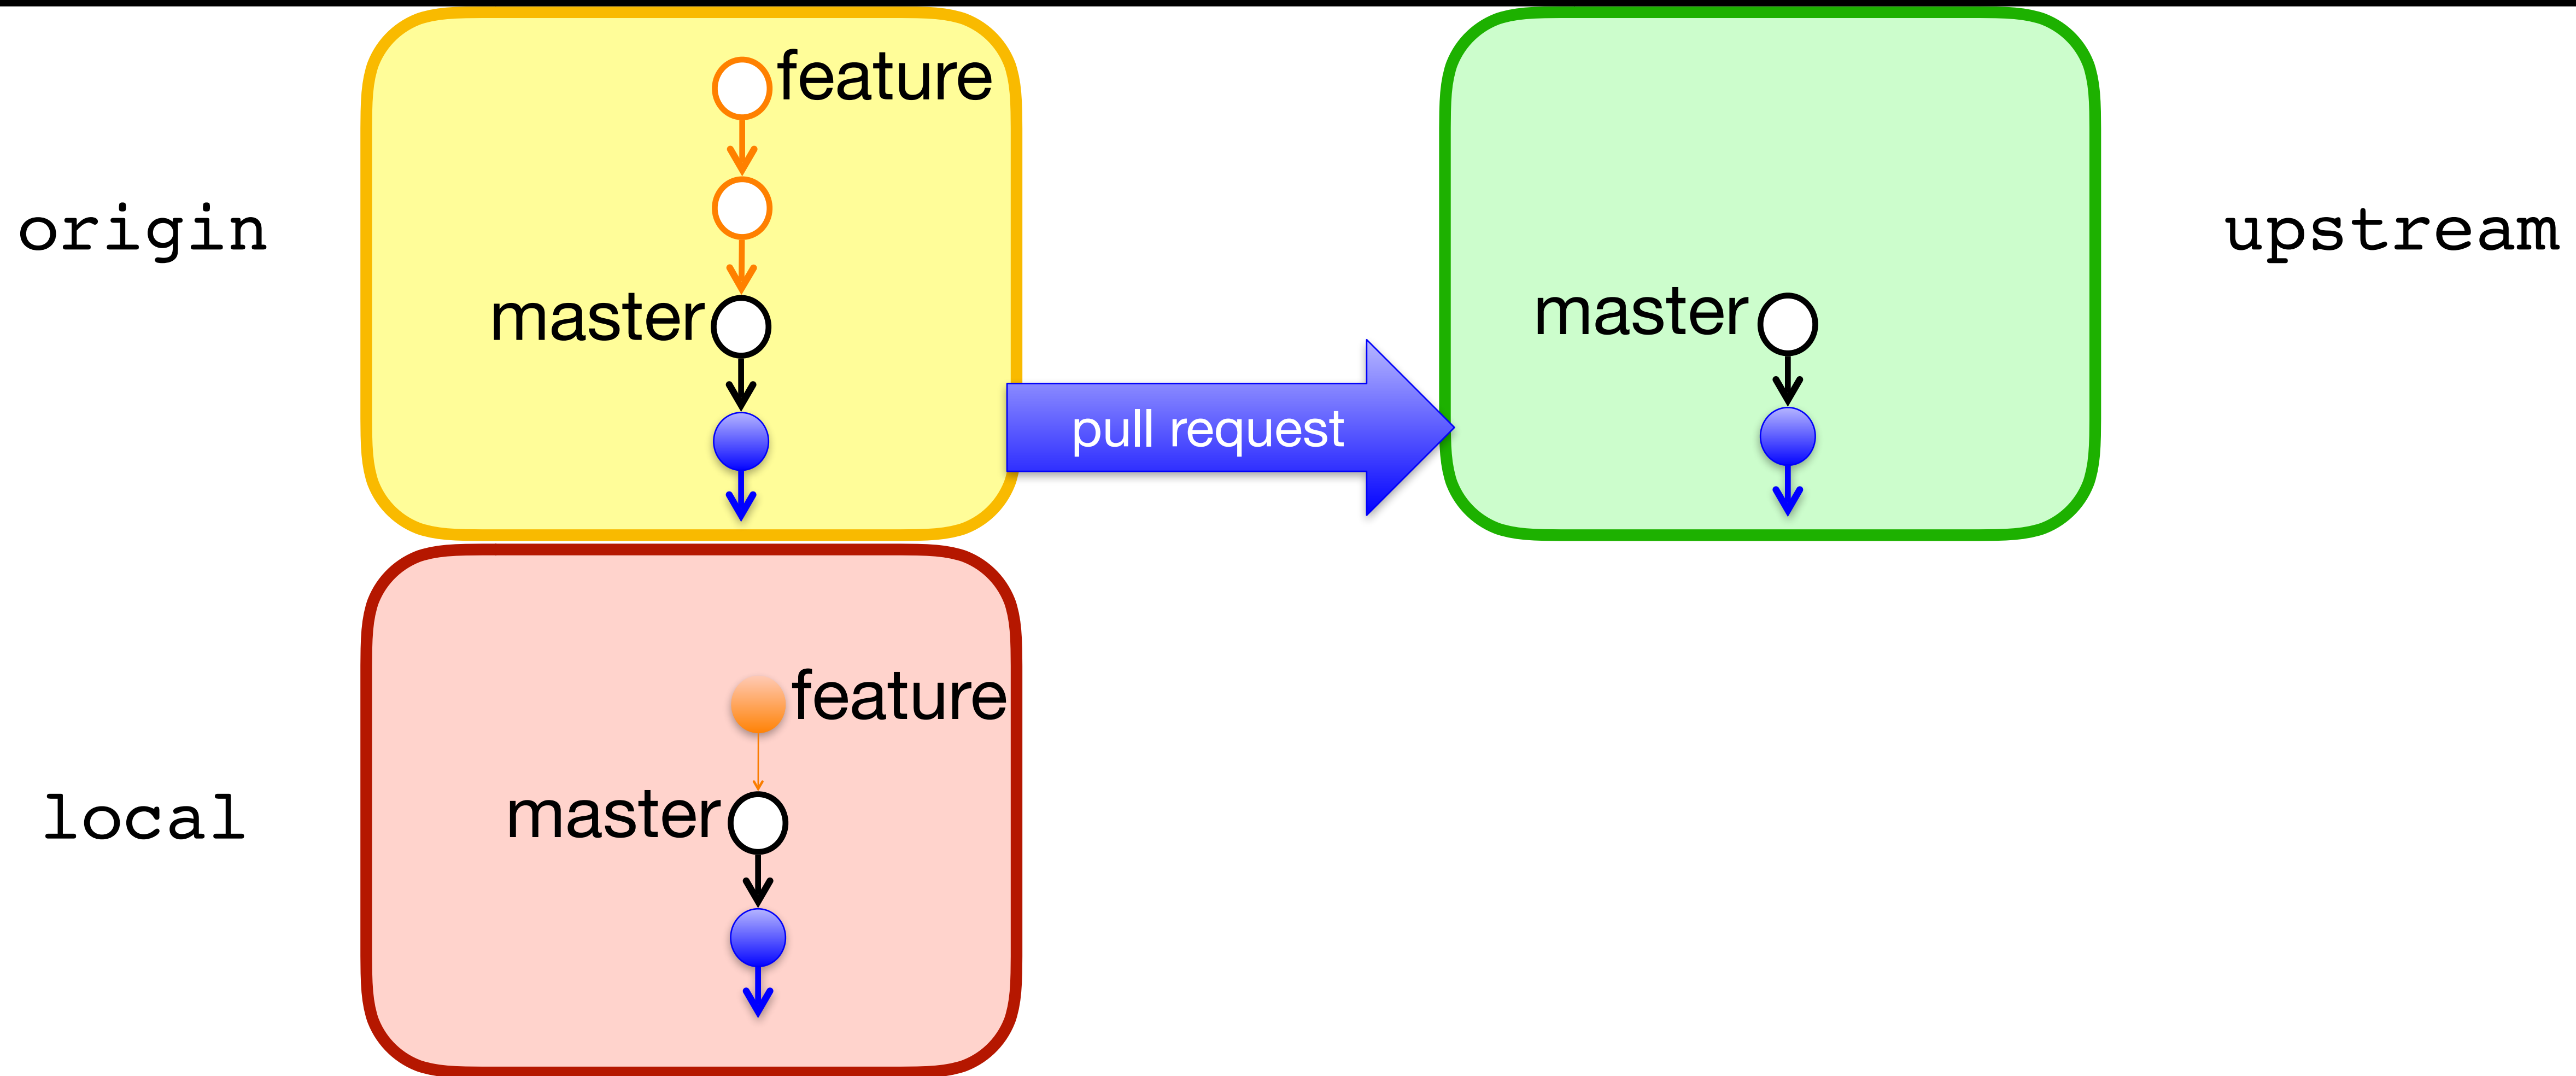 feature
origin
upstream
master
master
pull request
feature
local
master